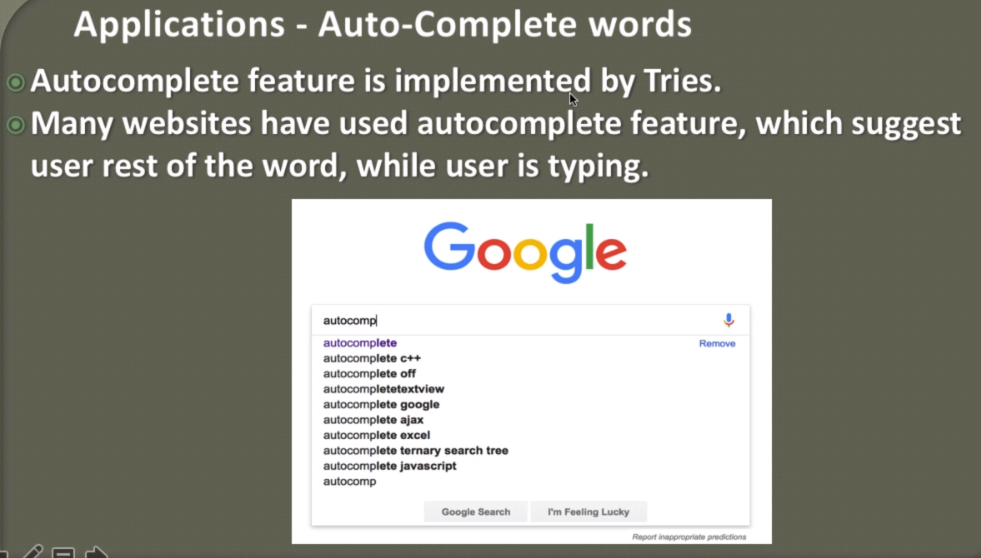 Applications - Auto-Complete words
Autocomplete feature is implemented by Tries.
Many websites have used autocomplete feature, which suggest
user rest of the word, while user is typing.
Google
autocomp
autocomplete
Remove
autocomplete c++
autocomplete off
autocompletetextview
autocomplete google
autocomplete ajax
autocomplete excel
autocomplete ternary search tree
autocomplete javascript
autocomp
Google Search
I'm Feeling Lucky
Report inappropriate predictions